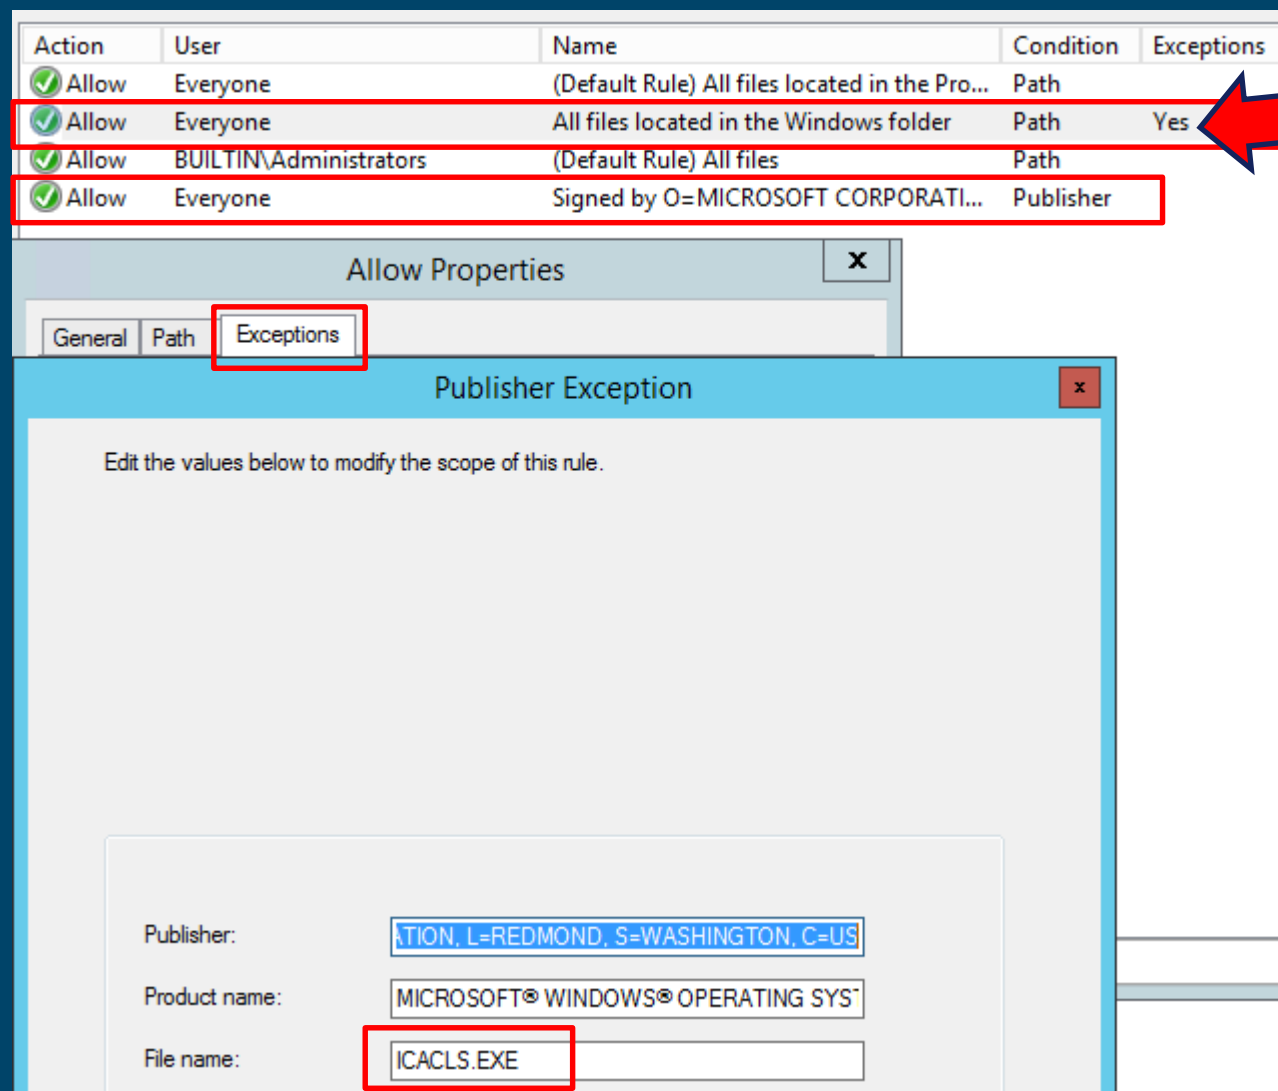 Action User Name Condition Exceptions
Allow Everyone (Default Rule) All files located in the Pro... Path
Allow Everyone All files located in the Windows folder Path Yes
Allow BUILTIN\Administrators (Default Rule) All files Path
Allow Everyone Signed by O=MICROSOFT CORPORATI... Publisher
Allow Properties x
General Path Exceptions
Publisher Exception x
Edit the values below to modify the scope of this rule.
Publisher: ATION, L=REDMOND, S=WASHINGTON, C=US
Product name: MICROSOFT® WINDOWS® OPERATING SYST
File name: ICACLS.EXE